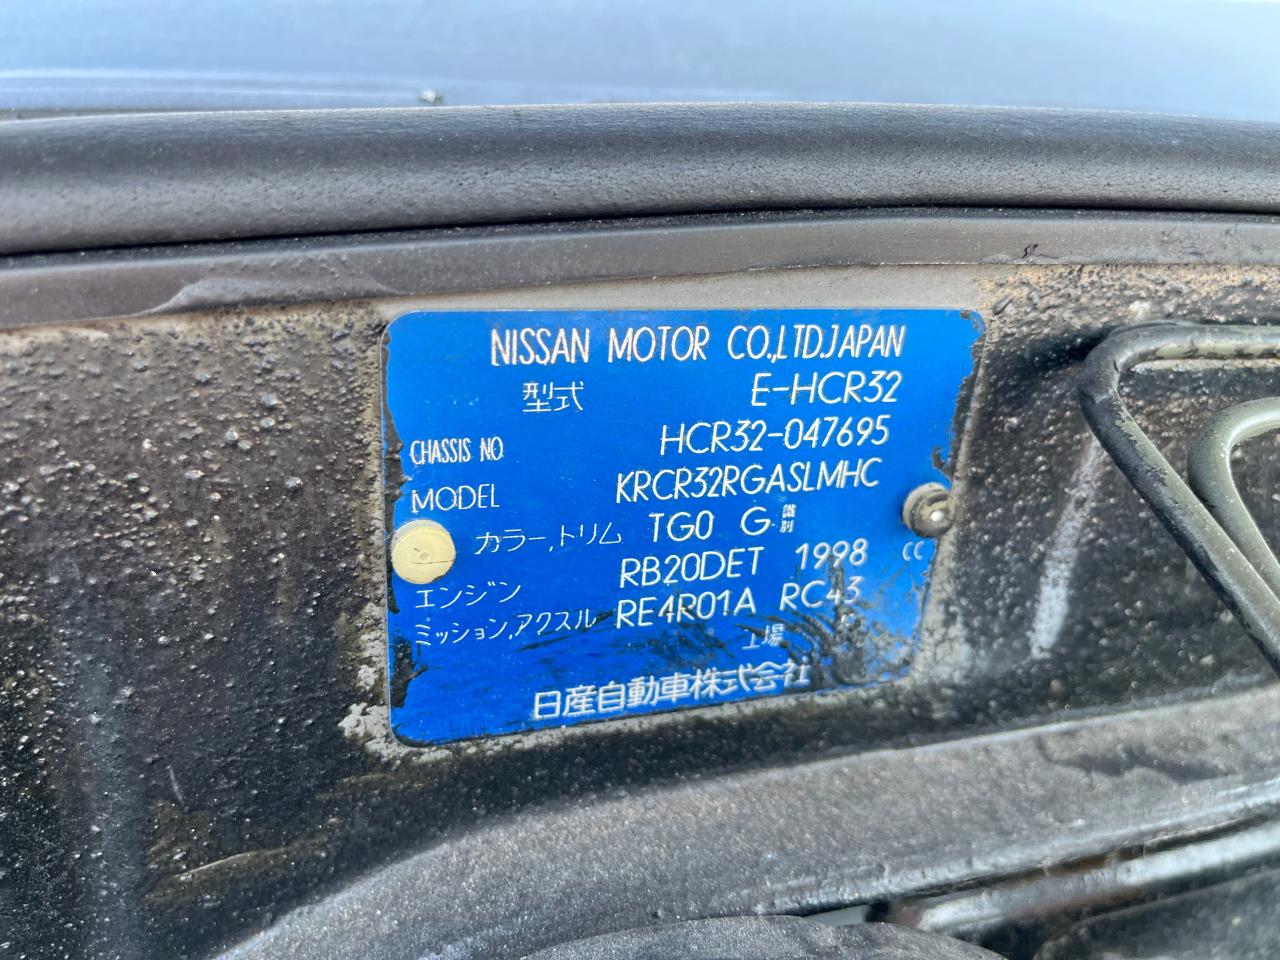 NISSAN MOTOR CO.,LTD.JAPAN
型式 E-HCR32
CHASSIS NO. HCR32-047695
MODEL KRCR32RGASLMHC
カラー,トリム TG0 G 識別
エンジン RB20DET 1998 CC
ミッション,アクスル RE4R01A RC43
工場
日産自動車株式会社